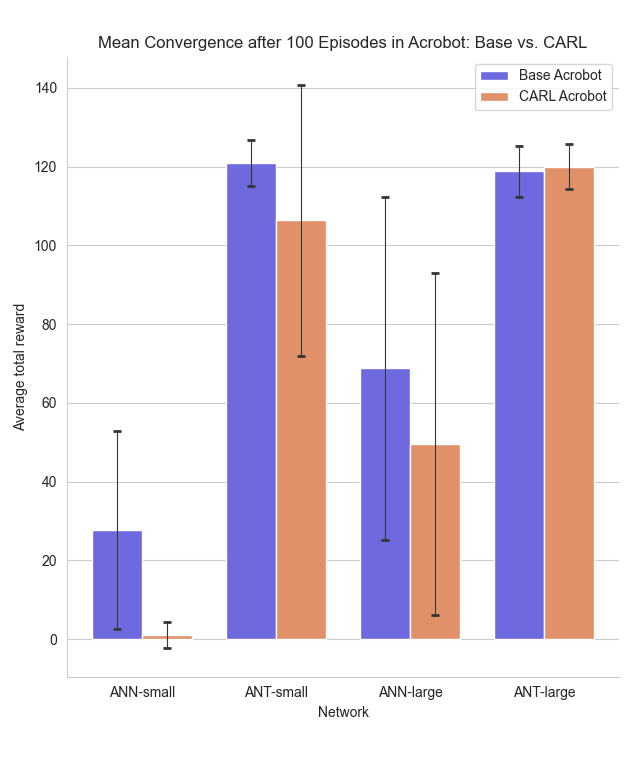 Mean Convergence after 100 Episodes in Acrobot: Base vs. CARL
Base Acrobot
CARL Acrobot
140
120
100
80
60
40
20
0
Average total reward
ANN-small
ANT-small
ANN-large
ANT-large
Network